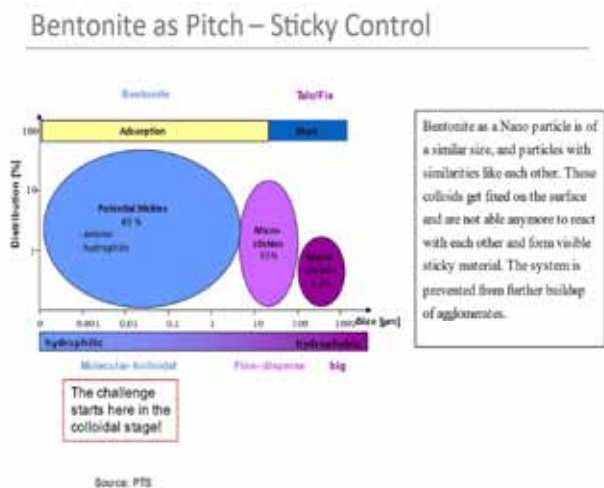 Bentonite as Pitch – Sticky Control
Bentonite
Talc/Fix
100
Adsorption
Distribution [%]
10
1
Potential Stickies
- anionic
- hydrophilic
Micro-
stickies
0
0,001
0,01
0,1
1
10
100
1000
Size [µm]
hydrophilic
hydrophobic
Molecular-kolloidal
Fine-disperse
big
The challenge
starts here in the
colloidal stage!
Source: PTS
Bentonite as a Nano particle is of
a similar size, and particles with
similarities like each other. These
colloids get fixed on the surface
and are not able anymore to react
with each other and form visible
sticky material. The system is
prevented from further buildup
of agglomerates.